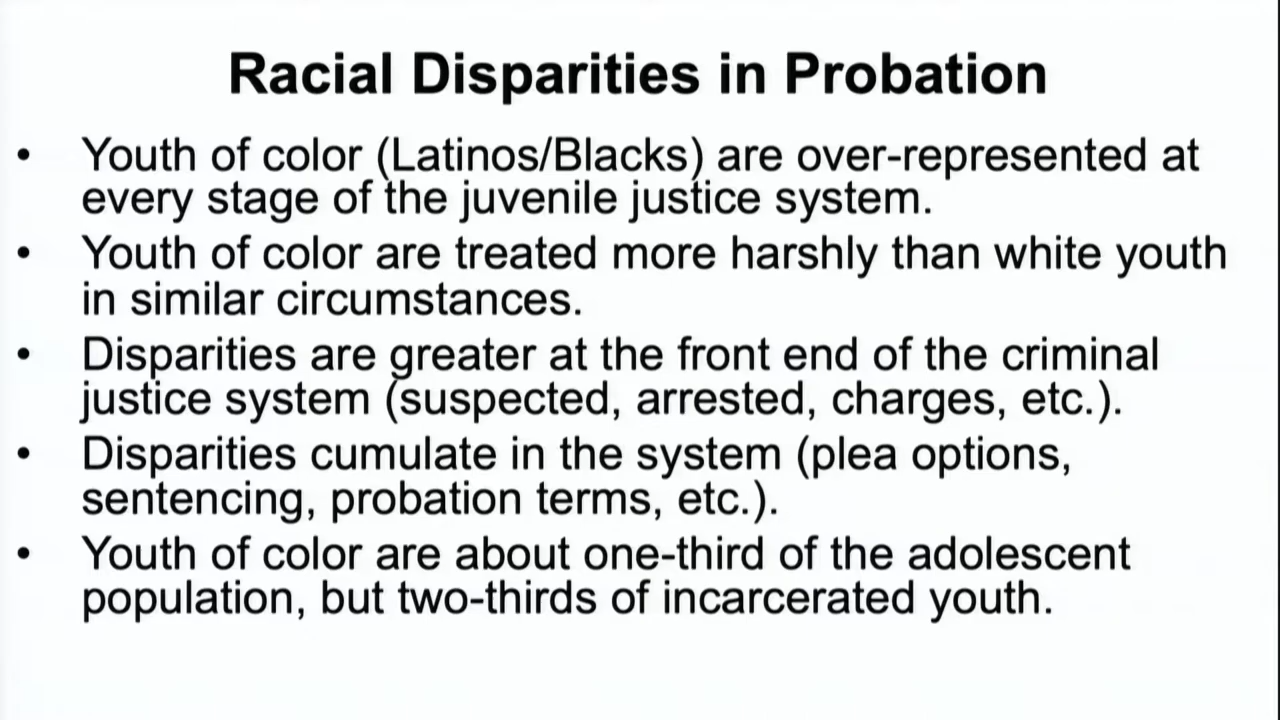 Racial Disparities in Probation
• Youth of color (Latinos/Blacks) are over-represented at
every stage of the juvenile justice system.
• Youth of color are treated more harshly than white youth
in similar circumstances.
• Disparities are greater at the front end of the criminal
justice system (suspected, arrested, charges, etc.).
• Disparities cumulate in the system (plea options,
sentencing, probation terms, etc.).
• Youth of color are about one-third of the adolescent
population, but two-thirds of incarcerated youth.